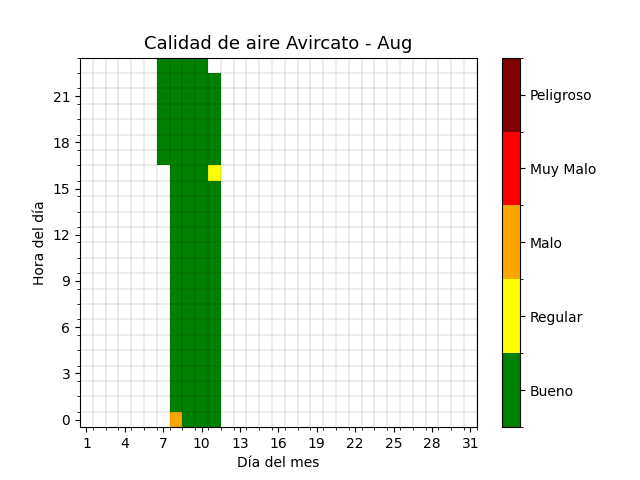 Calidad de aire Avircato - Aug
Hora del día
21
18
15
12
9
6
3
0
1 4 7 10 13 16 19 22 25 28 31
Día del mes
Peligroso
Muy Malo
Malo
Regular
Bueno